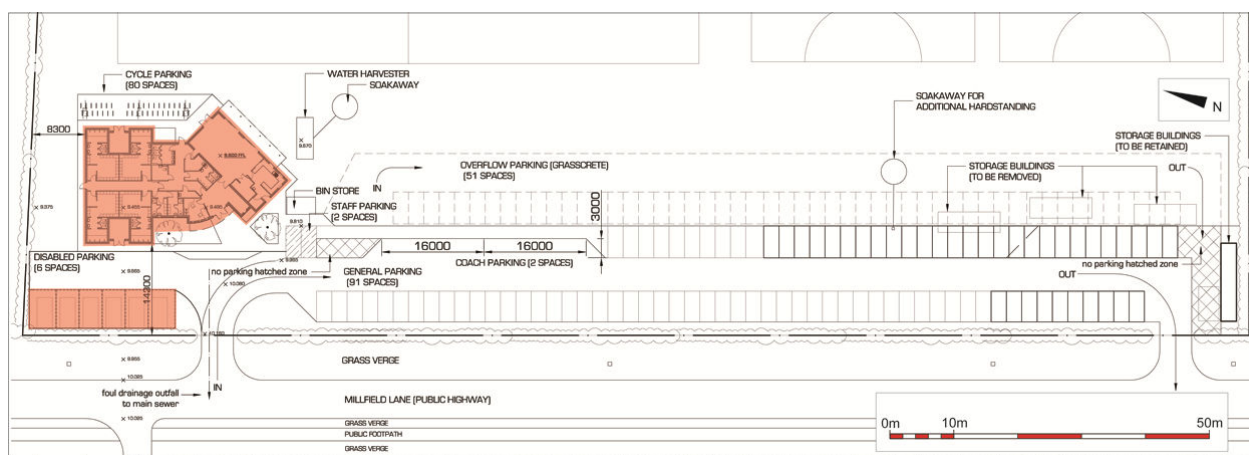 CYCLE PARKING
(80 SPACES)
WATER HARVESTER
SOAKAWAY
SOAKAWAY FOR
ADDITIONAL HARDSTANDING
N
STORAGE BUILDINGS
(TO BE RETAINED)
8300
9.670
OVERFLOW PARKING (GRASSCRETE)
(51 SPACES)
STORAGE BUILDINGS
(TO BE REMOVED)
OUT
IN
BIN STORE
STAFF PARKING
(2 SPACES)
3000
9.375
DISABLED PARKING
(6 SPACES)
14300
16000
16000
COACH PARKING (2 SPACES)
no parking hatched zone
GENERAL PARKING
(91 SPACES)
no parking hatched zone
OUT
GRASS VERGE
IN
foul drainage outfall
to main sewer
MILLFIELD LANE (PUBLIC HIGHWAY)
GRASS VERGE
PUBLIC FOOTPATH
GRASS VERGE
0m 10m 50m